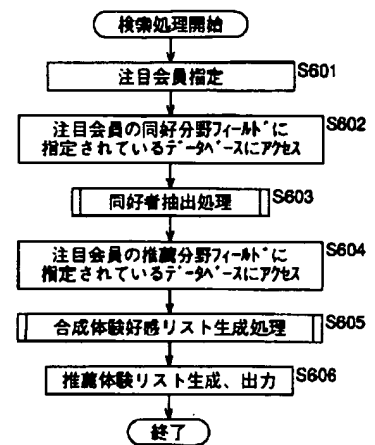 検索処理開始
注目会員指定
S601
注目会員の同好分野フィールドに
指定されているデータベースにアクセス
S602
同好者抽出処理
S603
注目会員の推薦分野フィールドに
指定されているデータベースにアクセス
S604
合成体験好感リスト生成処理
S605
推薦体験リスト生成、出力
S606
終了